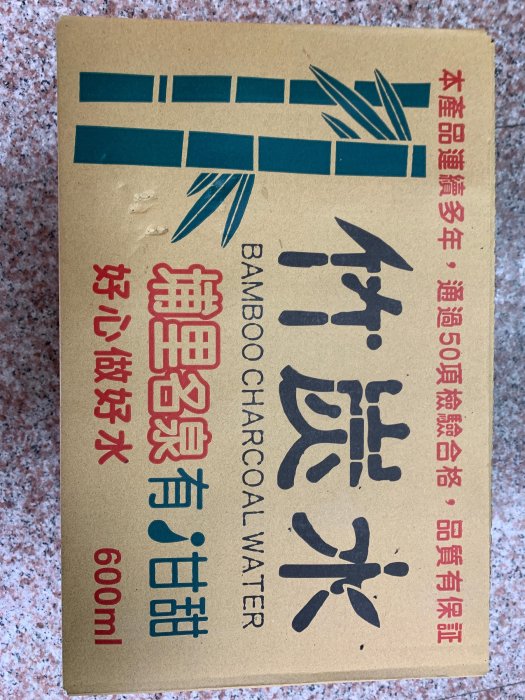 本產品連續多年，通過50項檢驗合格，品質有保証
竹炭水
BAMBOO CHARCOAL WATER
埔里名泉有甘甜
好心做好水 600ml